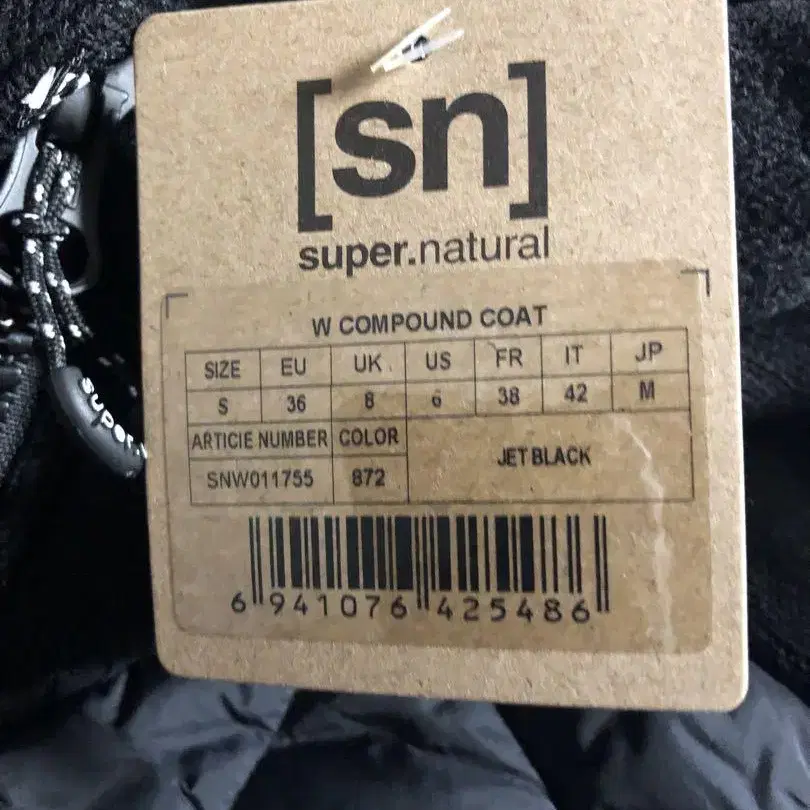 [sn]
super.natural
W COMPOUND COAT
SIZE EU UK US FR IT JP
S 36 8 6 38 42 M
ARTICIE NUMBER COLOR JET BLACK
SNW011755 872
6 941076 425486
super